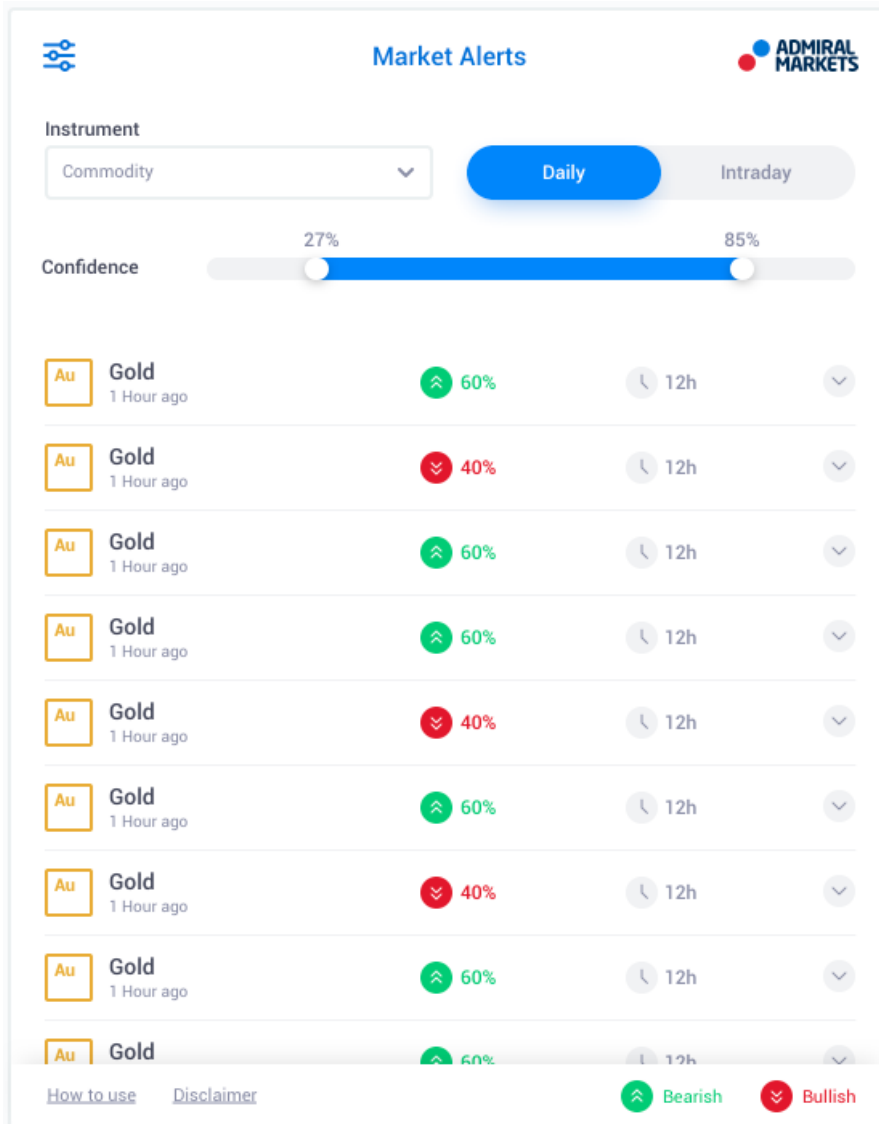 Market Alerts
ADMIRAL
MARKETS
Instrument
Commodity
Daily
Intraday
27%
85%
Confidence
Au
Gold
1 Hour ago
60%
12h
Au
Gold
1 Hour ago
40%
12h
Au
Gold
1 Hour ago
60%
12h
Au
Gold
1 Hour ago
60%
12h
Au
Gold
1 Hour ago
40%
12h
Au
Gold
1 Hour ago
60%
12h
Au
Gold
1 Hour ago
40%
12h
Au
Gold
1 Hour ago
60%
12h
Au
Gold
60%
12h
How to use
Disclaimer
Bearish
Bullish